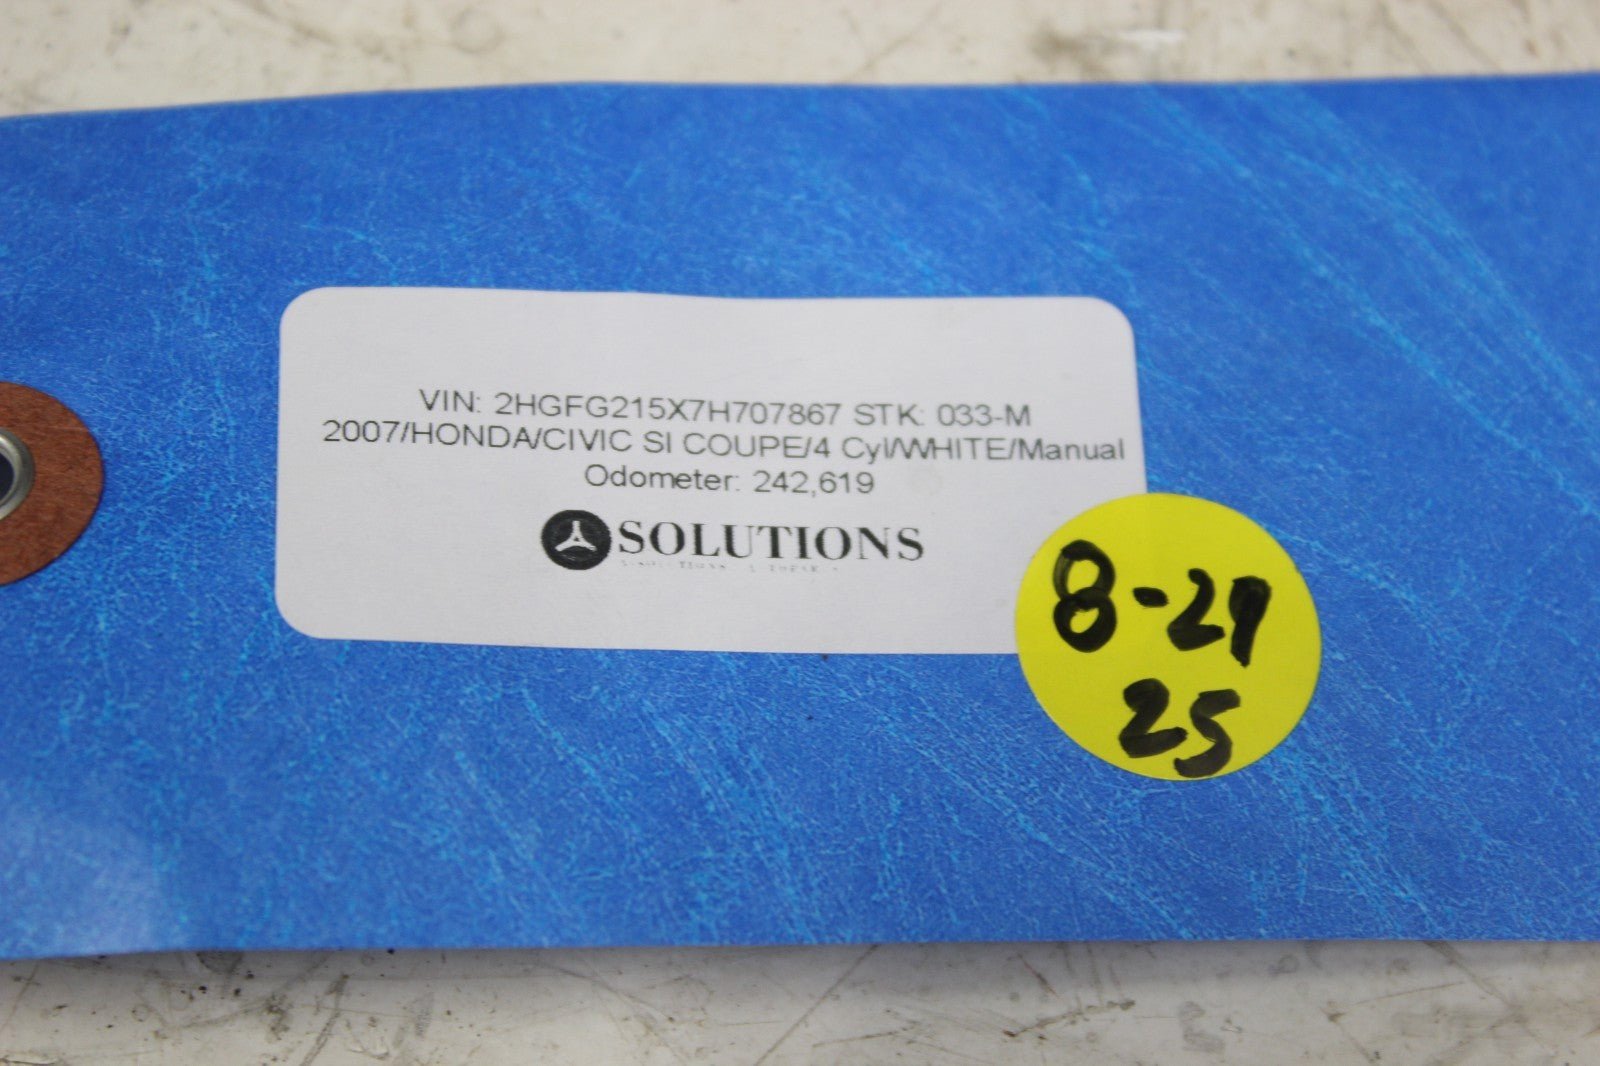 VIN: 2HGFG215X7H707867 STK: 033-M
2007/HONDA/CIVIC SI COUPE/4 Cyl/WHITE/Manual
Odometer: 242,619
SOLUTIONS
8-29
25